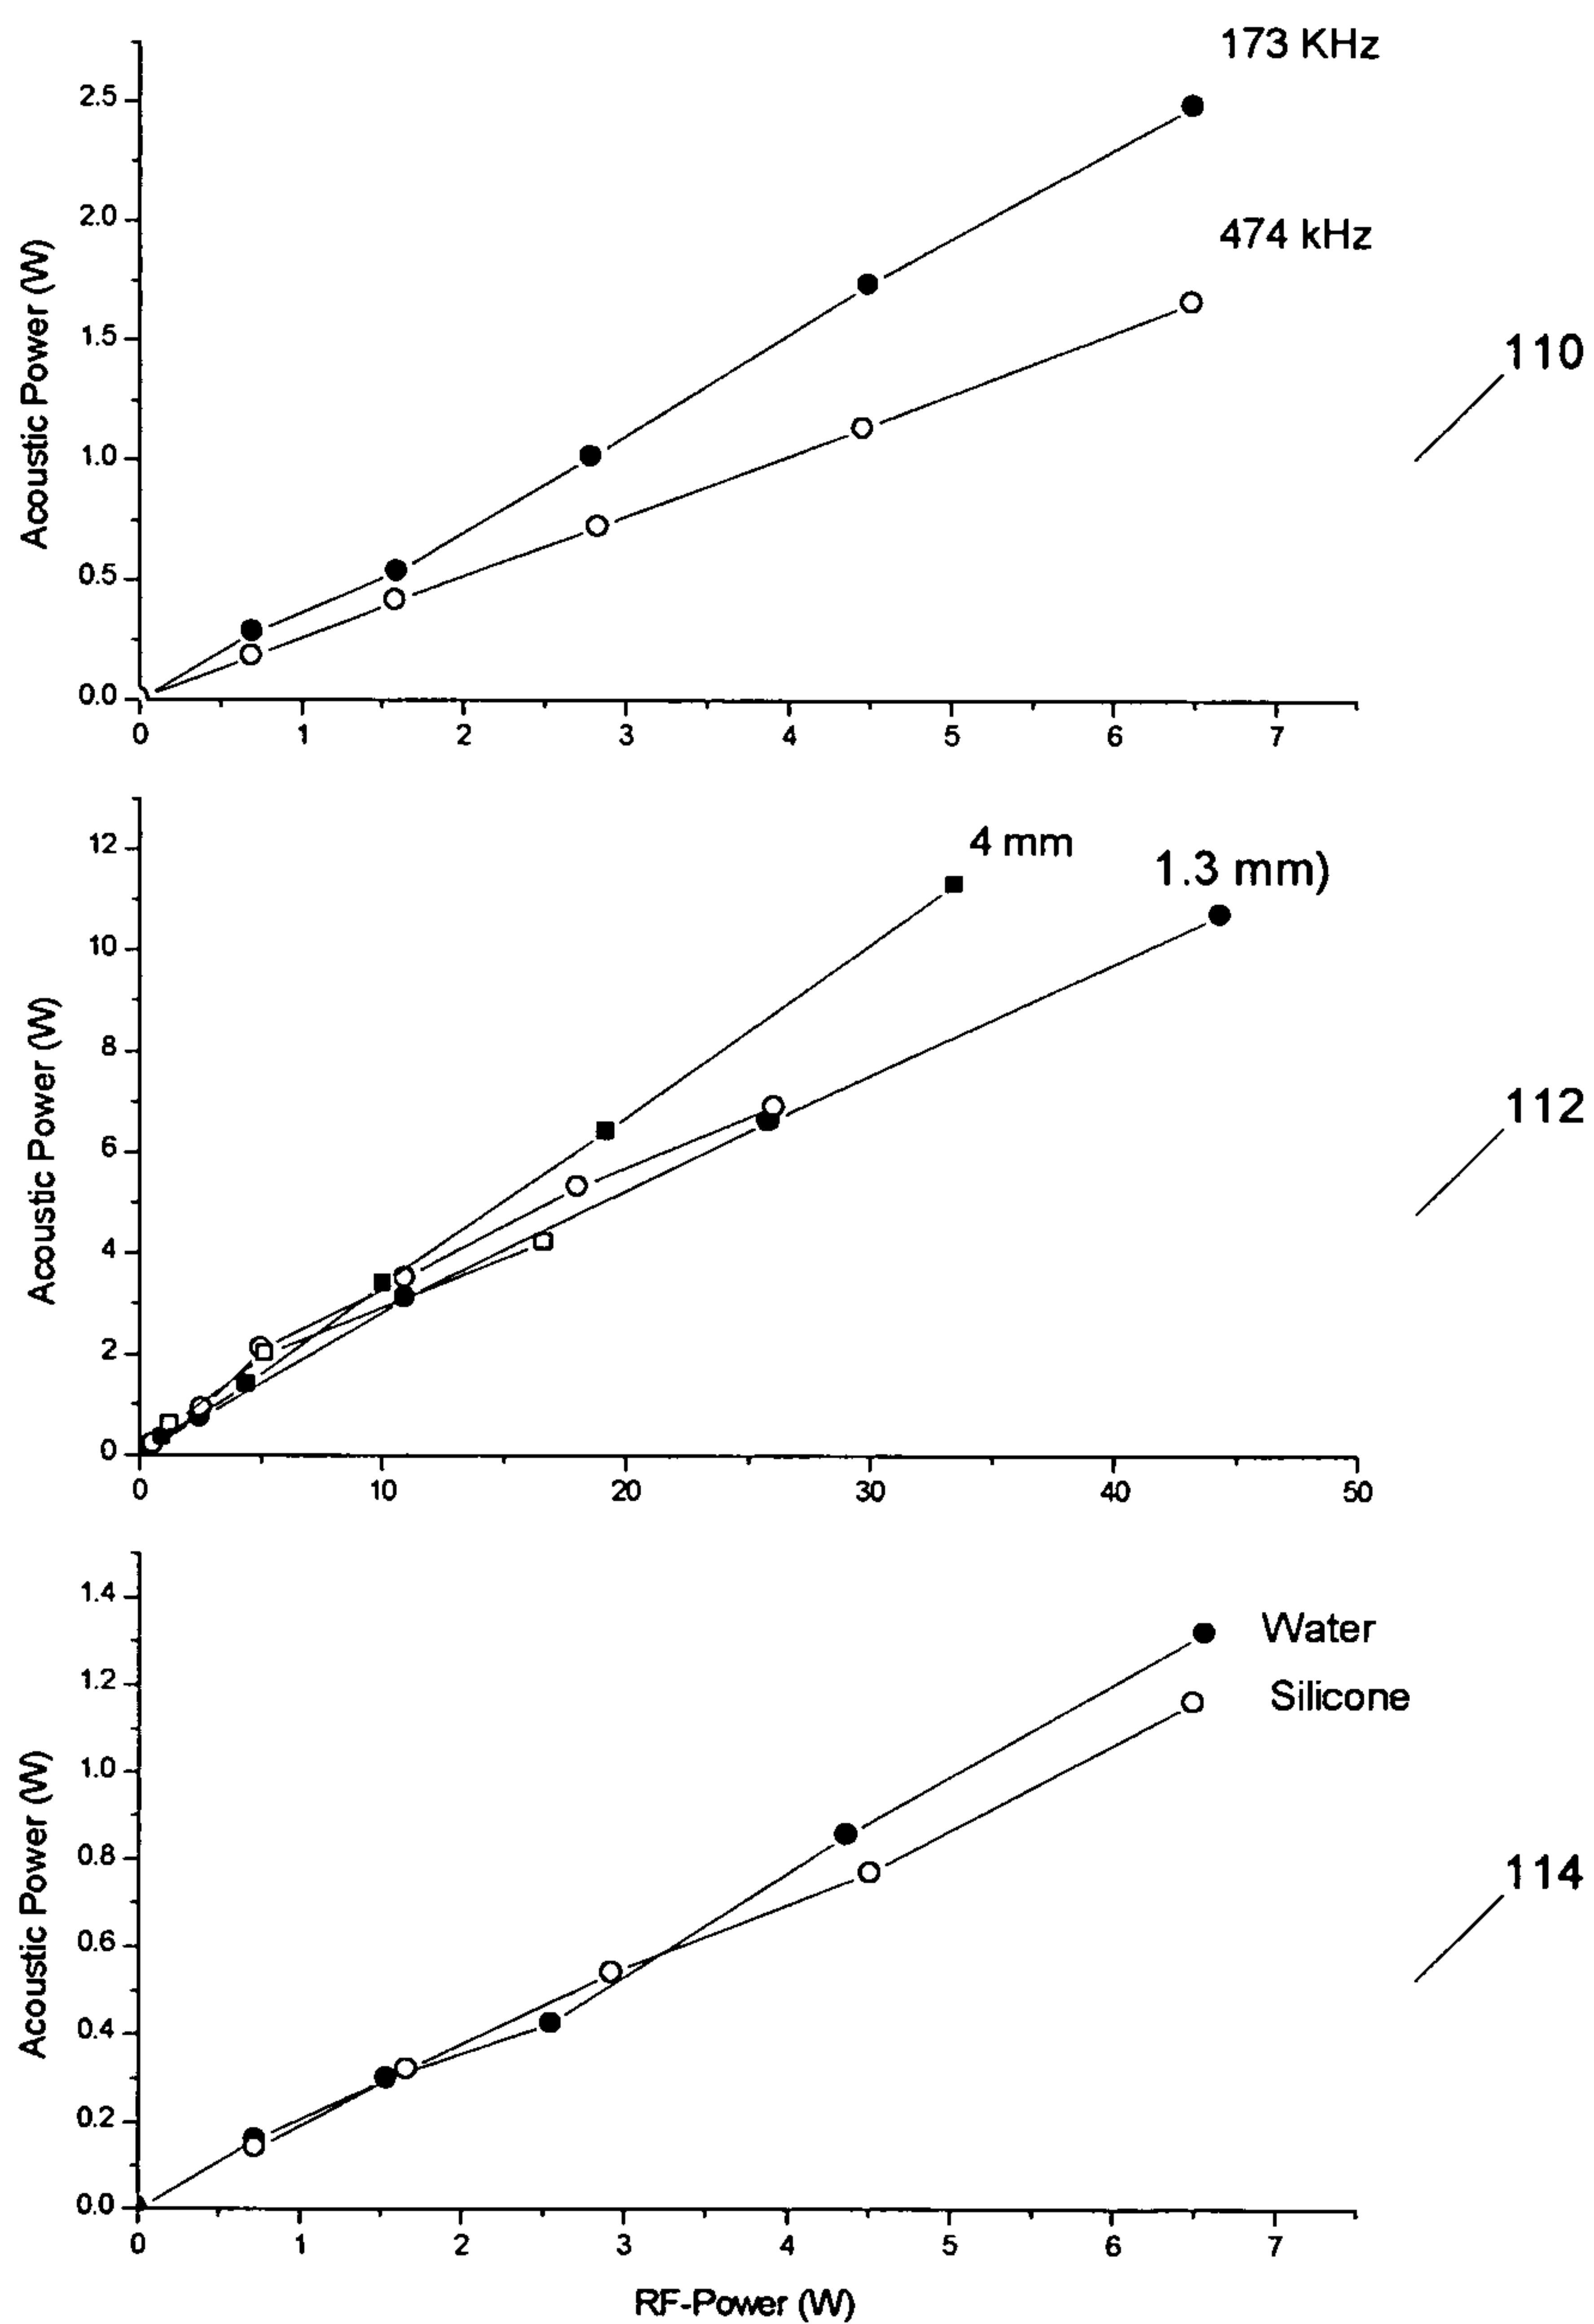 173 KHz
474 kHz
110
Acoustic Power (W)
2.5
2.0
1.5
1.0
0.5
0.0
0 1 2 3 4 5 6 7
4 mm
1.3 mm)
112
Acoustic Power (W)
12
10
8
6
4
2
0
0 10 20 30 40 50
Water
Silicone
114
Acoustic Power (W)
1.4
1.2
1.0
0.8
0.6
0.4
0.2
0.0
0 1 2 3 4 5 6 7
RF-Power (W)